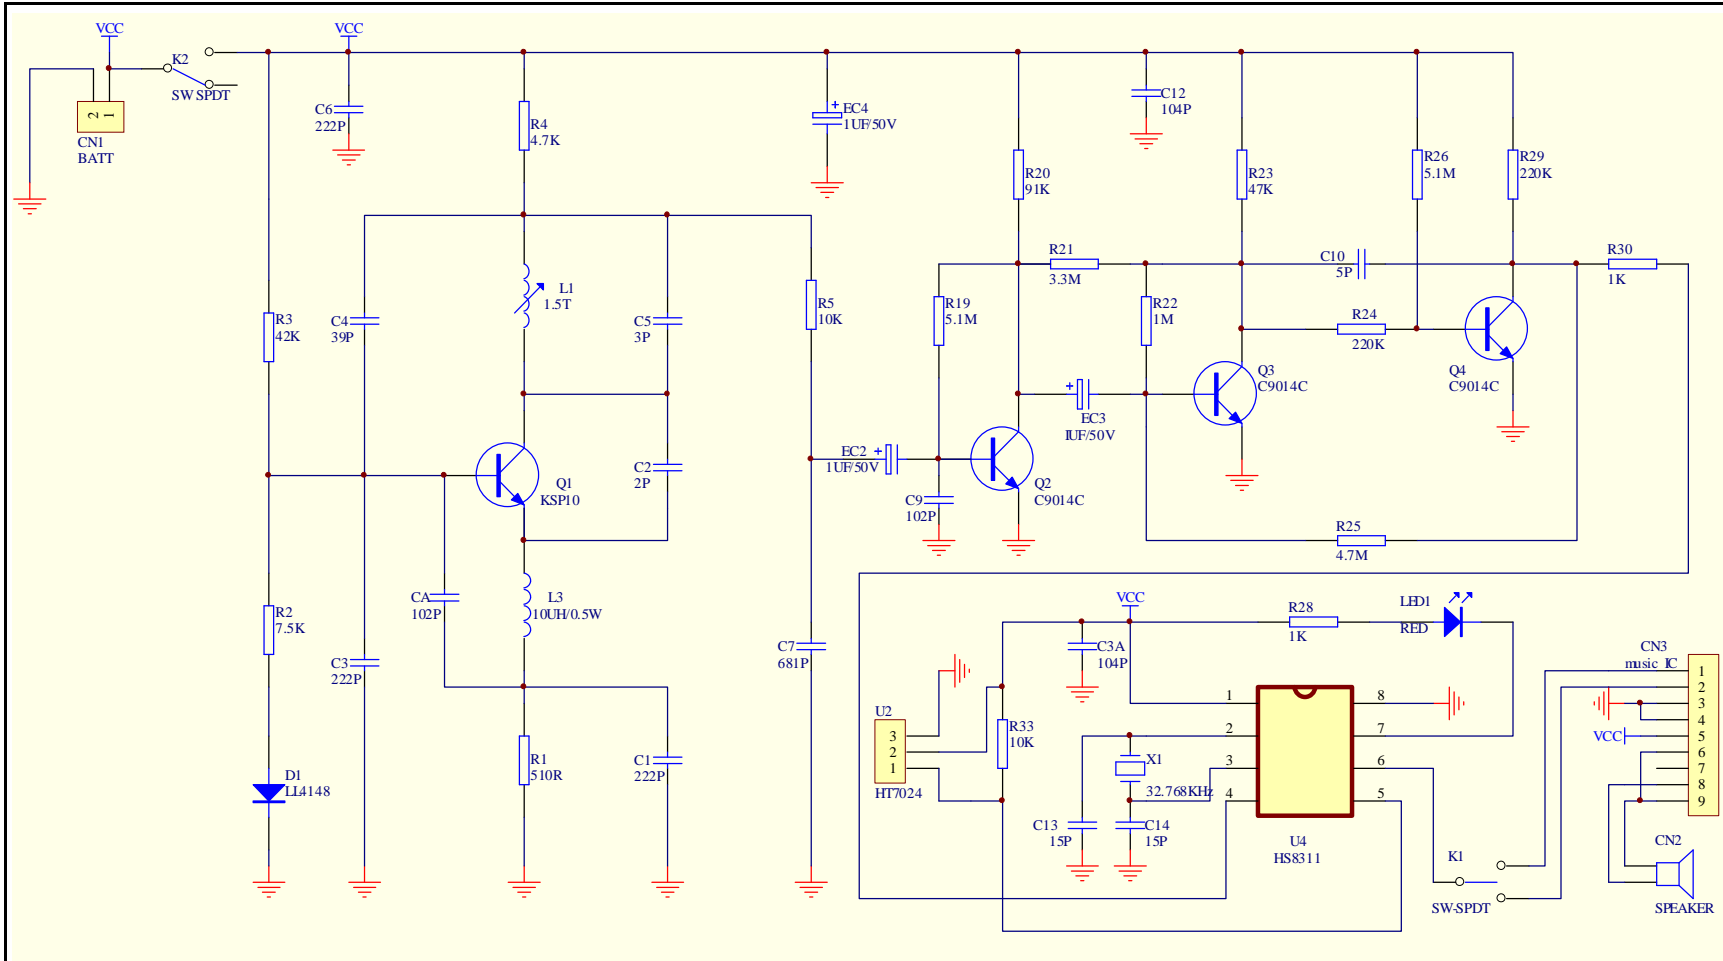 VCC
VCC
K2
SW SPDT
2
1
CN1
BATT
C6
222P
R4
4.7K
EC4
1UF/50V
C12
104P
R20
91K
R23
47K
R26
5.1M
R29
220K
R21
3.3M
C10
5P
R30
1K
L1
1.5T
R3
42K
C4
39P
C5
3P
R5
10K
R19
5.1M
R22
1M
R24
220K
Q3
C9014C
Q4
C9014C
EC3
1UF/50V
EC2
1UF/50V
Q1
KSP10
C2
2P
Q2
C9014C
C9
102P
R25
4.7M
CA
102P
L3
10UH/0.5W
R2
7.5K
C3
222P
C7
681P
VCC
C3A
104P
R28
1K
LED1
RED
CN3
music IC
1
2
3
4
VCC
5
6
7
8
9
U2
3
2
1
HT7024
R33
10K
1
2
3
4
8
7
6
5
X1
32.768KHz
R1
510R
C1
222P
D1
LL4148
C13
15P
C14
15P
U4
HS8311
K1
SW-SPDT
CN2
SPEAKER